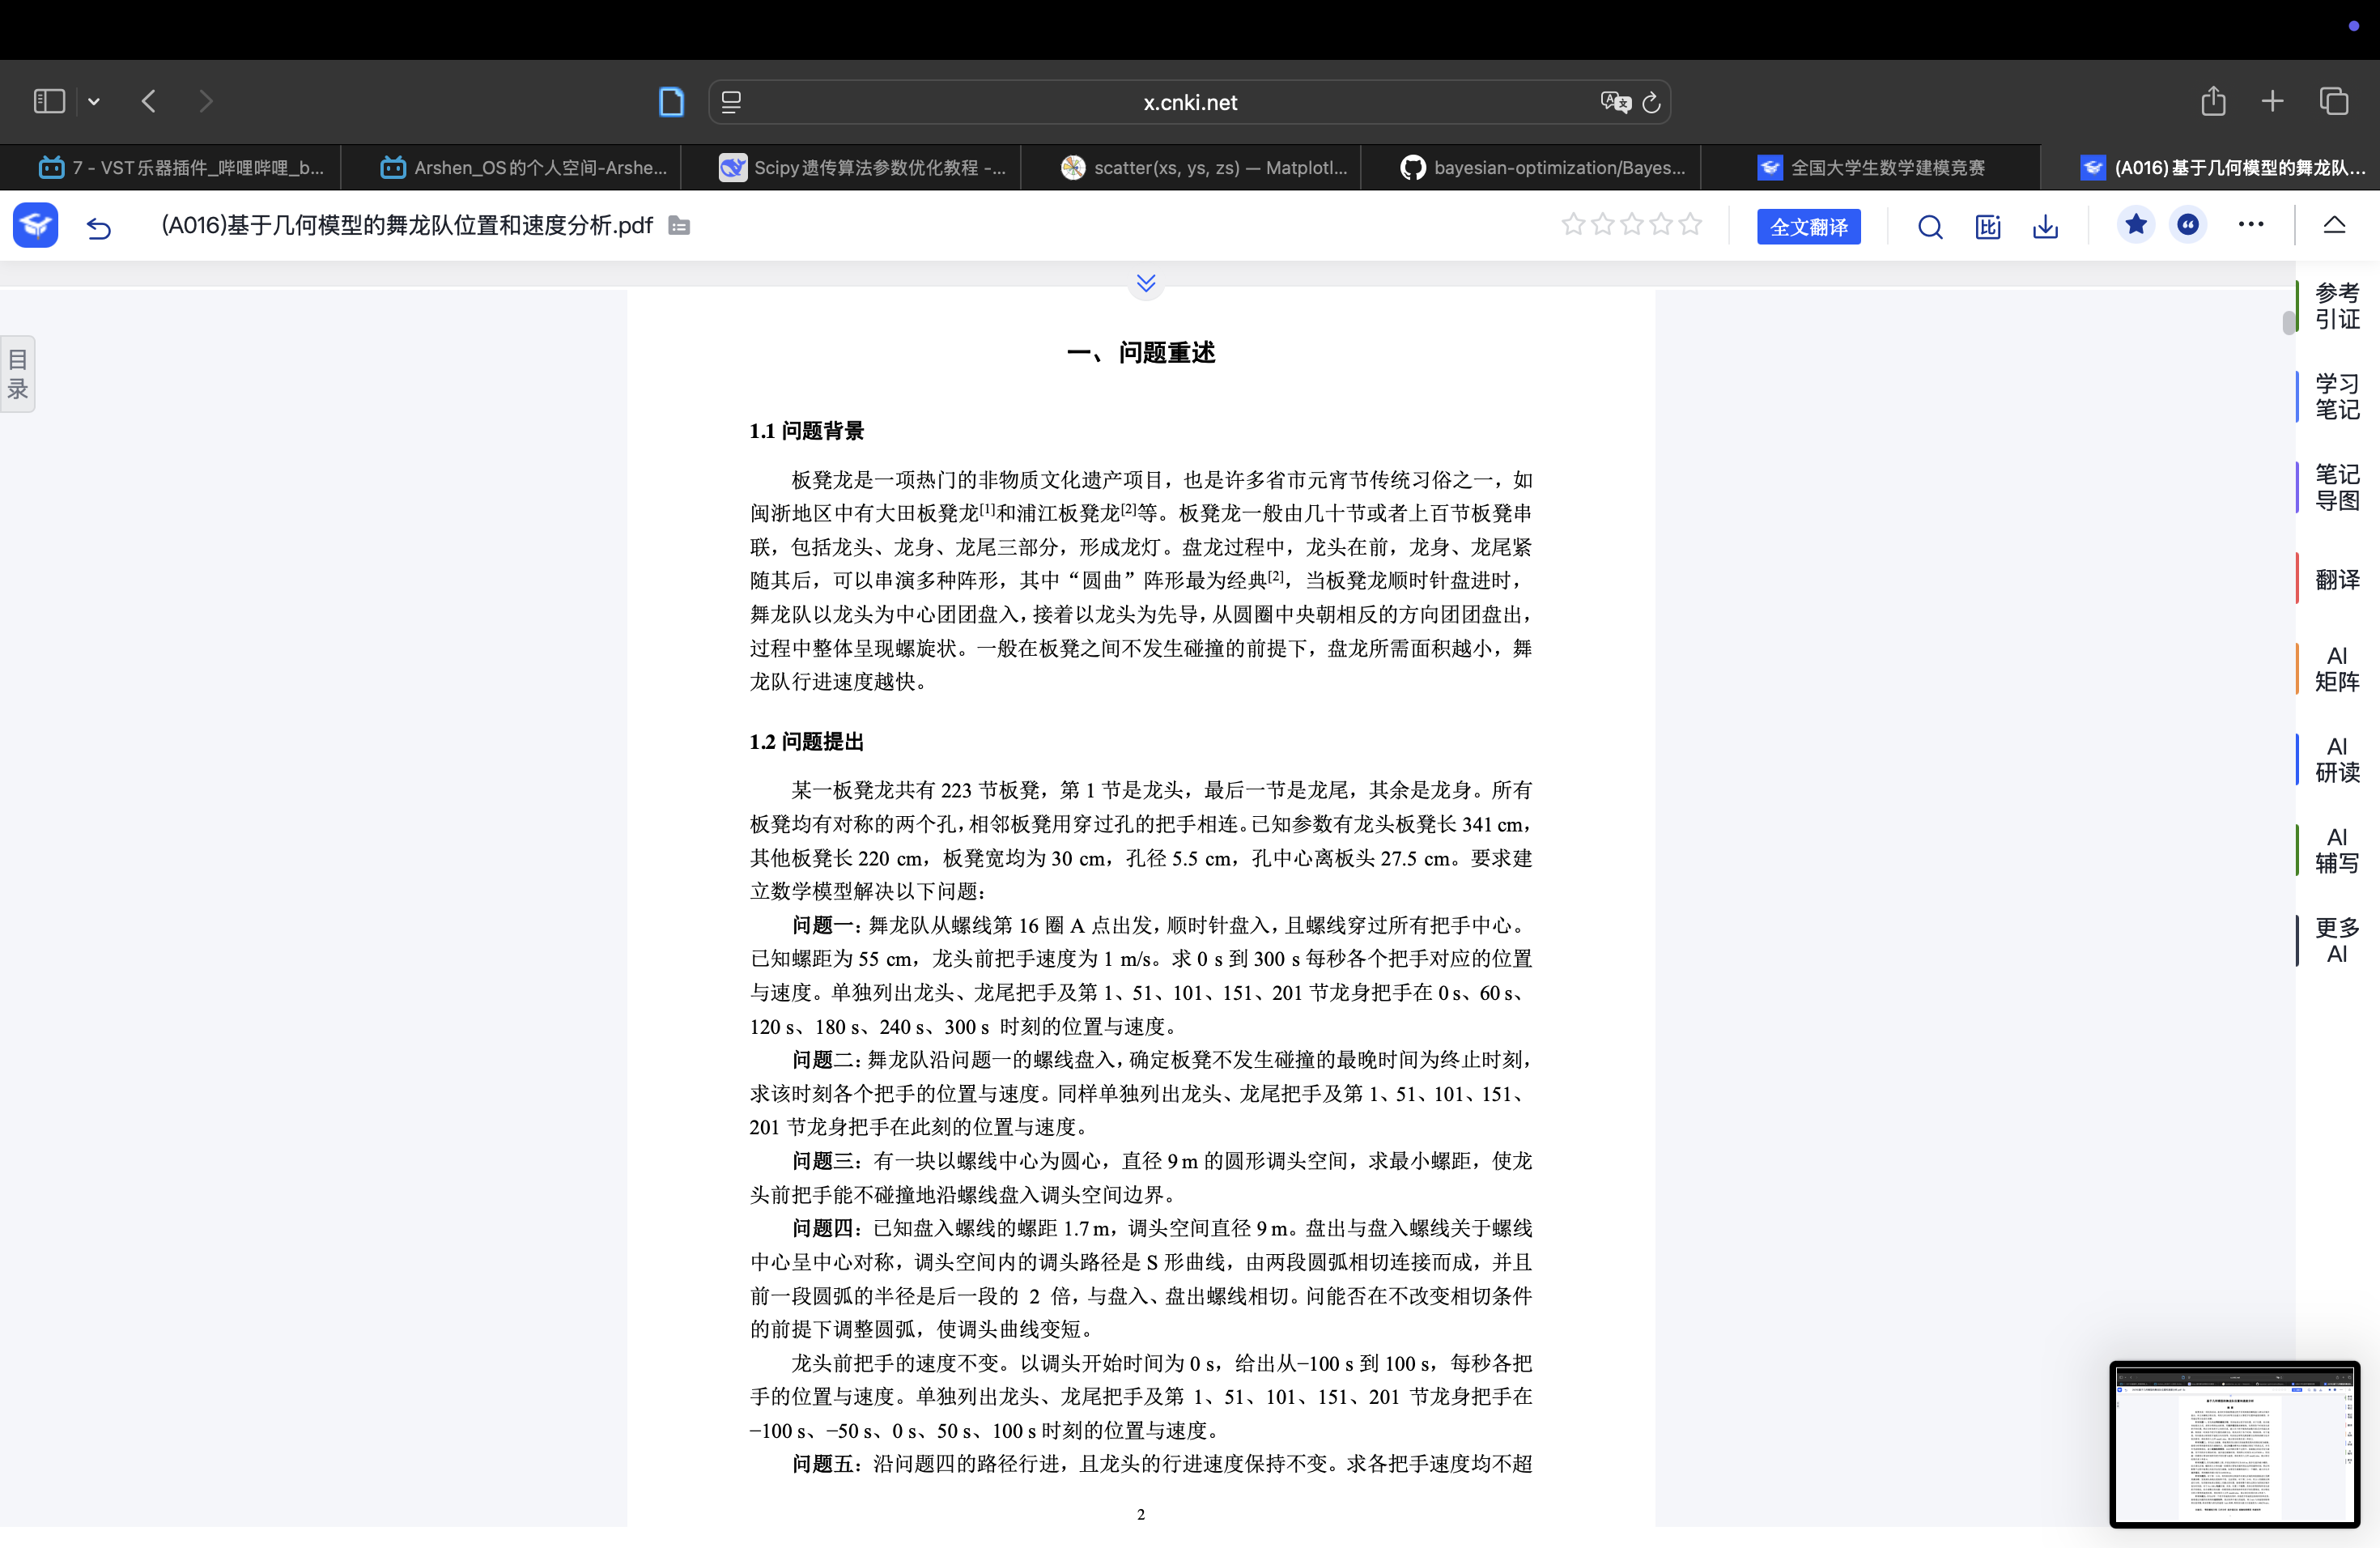 x.cnki.net
7 - VST乐器插件_哔哩哔哩_b...
Arshen_OS的个人空间-Arshe...
Scipy遗传算法参数优化教程 -...
scatter(xs, ys, zs) — Matplotl...
bayesian-optimization/Bayes...
全国大学生数学建模竞赛
(A016)基于几何模型的舞龙队...
(A016)基于几何模型的舞龙队位置和速度分析.pdf
全文翻译
目录
一、问题重述
1.1 问题背景
板凳龙是一项热门的非物质文化遗产项目，也是许多省市元宵节传统习俗之一，如
闽浙地区中有大田板凳龙[1]和浦江板凳龙[2]等。板凳龙一般由几十节或者上百节板凳串
联，包括龙头、龙身、龙尾三部分，形成龙灯。盘龙过程中，龙头在前，龙身、龙尾紧
随其后，可以串演多种阵形，其中“圆曲”阵形最为经典[2]，当板凳龙顺时针盘进时，
舞龙队以龙头为中心团团盘入，接着以龙头为先导，从圆圈中央朝相反的方向团团盘出，
过程中整体呈现螺旋状。一般在板凳之间不发生碰撞的前提下，盘龙所需面积越小，舞
龙队行进速度越快。
1.2 问题提出
某一板凳龙共有 223 节板凳，第 1 节是龙头，最后一节是龙尾，其余是龙身。所有
板凳均有对称的两个孔，相邻板凳用穿过孔的把手相连。已知参数有龙头板凳长 341 cm，
其他板凳长 220 cm，板凳宽均为 30 cm，孔径 5.5 cm，孔中心离板头 27.5 cm。要求建
立数学模型解决以下问题：
问题一：舞龙队从螺线第 16 圈 A 点出发，顺时针盘入，且螺线穿过所有把手中心。
已知螺距为 55 cm，龙头前把手速度为 1 m/s。求 0 s 到 300 s 每秒各个把手对应的位置
与速度。单独列出龙头、龙尾把手及第 1、51、101、151、201 节龙身把手在 0 s、60 s、
120 s、180 s、240 s、300 s 时刻的位置与速度。
问题二：舞龙队沿问题一的螺线盘入，确定板凳不发生碰撞的最晚时间为终止时刻，
求该时刻各个把手的位置与速度。同样单独列出龙头、龙尾把手及第 1、51、101、151、
201 节龙身把手在此刻的位置与速度。
问题三：有一块以螺线中心为圆心，直径 9 m 的圆形调头空间，求最小螺距，使龙
头前把手能不碰撞地沿螺线盘入调头空间边界。
问题四：已知盘入螺线的螺距 1.7 m，调头空间直径 9 m。盘出与盘入螺线关于螺线
中心呈中心对称，调头空间内的调头路径是 S 形曲线，由两段圆弧相切连接而成，并且
前一段圆弧的半径是后一段的 2 倍，与盘入、盘出螺线相切。问能否在不改变相切条件
的前提下调整圆弧，使调头曲线变短。
龙头前把手的速度不变。以调头开始时间为 0 s，给出从−100 s 到 100 s，每秒各把
手的位置与速度。单独列出龙头、龙尾把手及第 1、51、101、151、201 节龙身把手在
−100 s、−50 s、0 s、50 s、100 s 时刻的位置与速度。
问题五：沿问题四的路径行进，且龙头的行进速度保持不变。求各把手速度均不超
2
参考
引证
学习
笔记
笔记
导图
翻译
AI
矩阵
AI
研读
AI
辅写
更多
AI